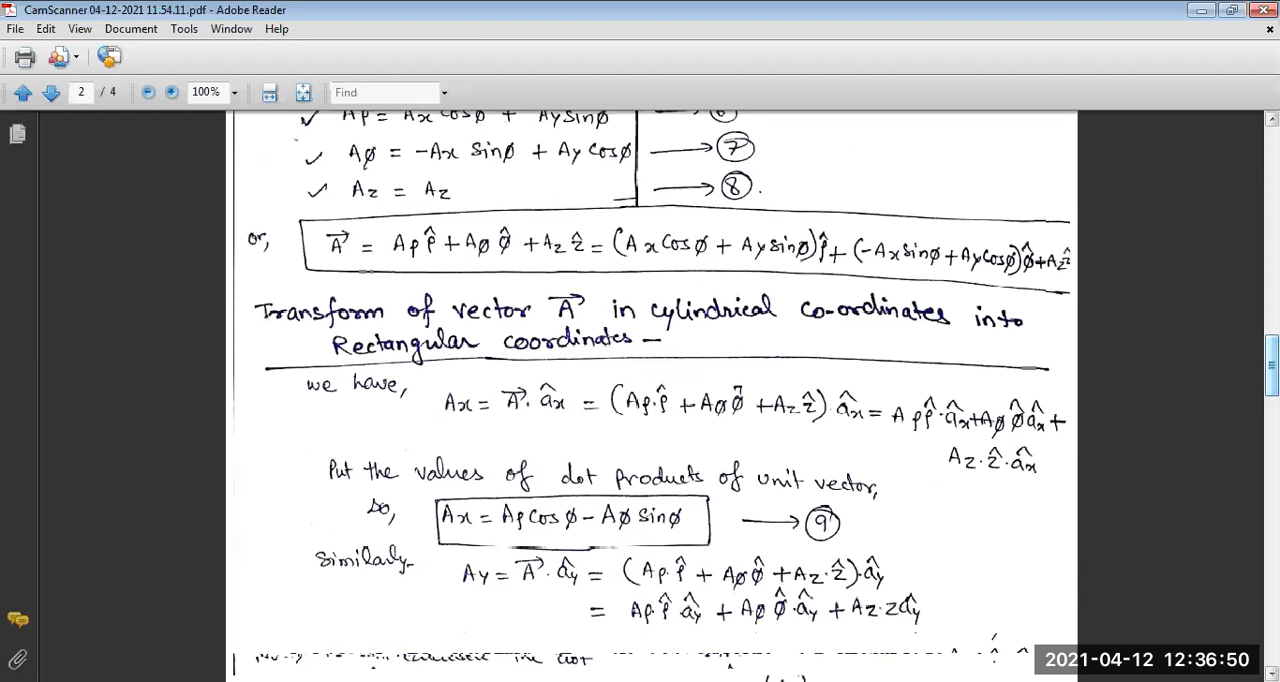 CamScanner 04-12-2021 11.54.11.pdf - Adobe Reader
File Edit View Document Tools Window Help
2 / 4 100% Find
✓ Aρ = Ax cosϕ + Ay sinϕ ⟶ ⑥
✓ Aϕ = -Ax sinϕ + Ay cosϕ ⟶ ⑦
✓ Az = Az ⟶ ⑧.
or, A⃗ = Aρ ρ̂ + Aϕ ϕ̂ + Az ẑ = (Ax cosϕ + Ay sinϕ) ρ̂ + (-Ax sinϕ + Ay cosϕ) ϕ̂ + Az ẑ
Transform of vector A⃗ in cylindrical co-ordinates into
Rectangular coordinates –
we have,
Ax = A⃗ . âx = (Aρ.ρ̂ + Aϕ ϕ̂ + Az ẑ) . âx = Aρ ρ̂ . âx + Aϕ ϕ̂ âx +
Az . ẑ . âx
Put the values of dot products of unit vector,
so, Ax = Aρ cosϕ – Aϕ sinϕ ⟶ ⑨
similarly-
Ay = A⃗ . ây = (Aρ.ρ̂ + Aϕ ϕ̂ + Az . ẑ) . ây
= Aρ.ρ̂ ây + Aϕ ϕ̂ . ây + Az . z ây
2021-04-12 12:36:50